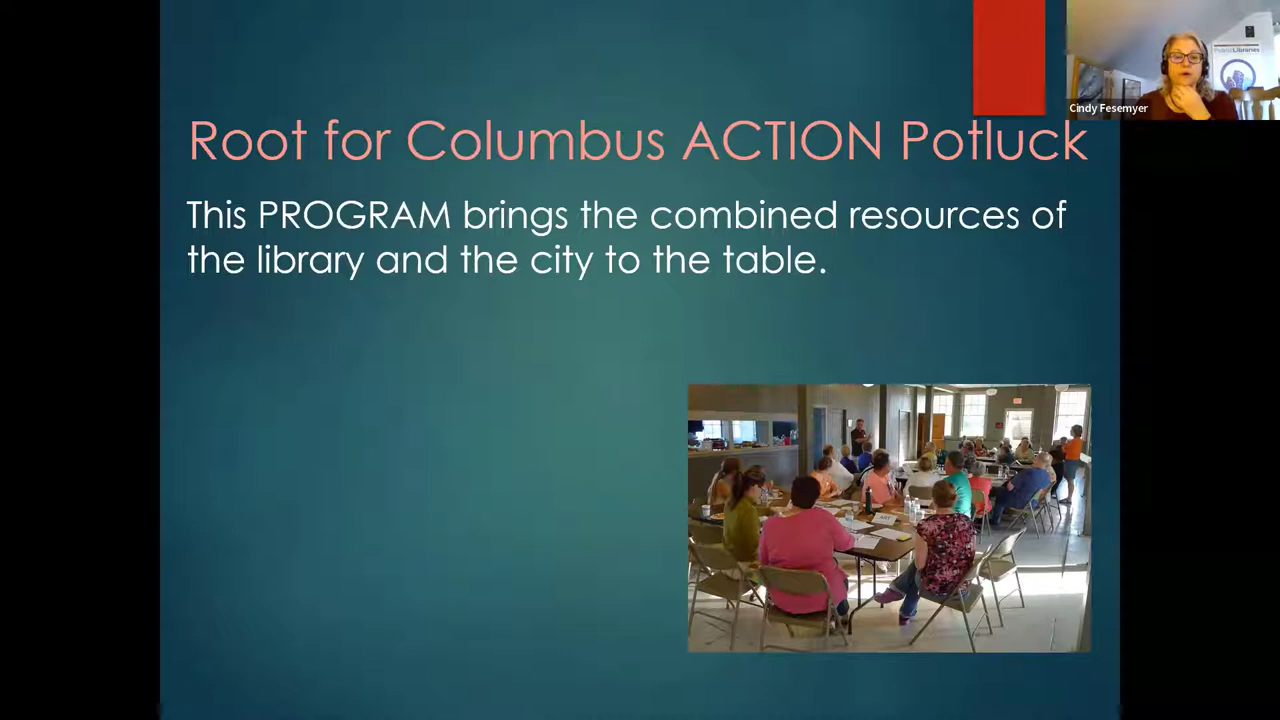 Cindy Fesemyer
Root for Columbus ACTION Potluck
This PROGRAM brings the combined resources of
the library and the city to the table.